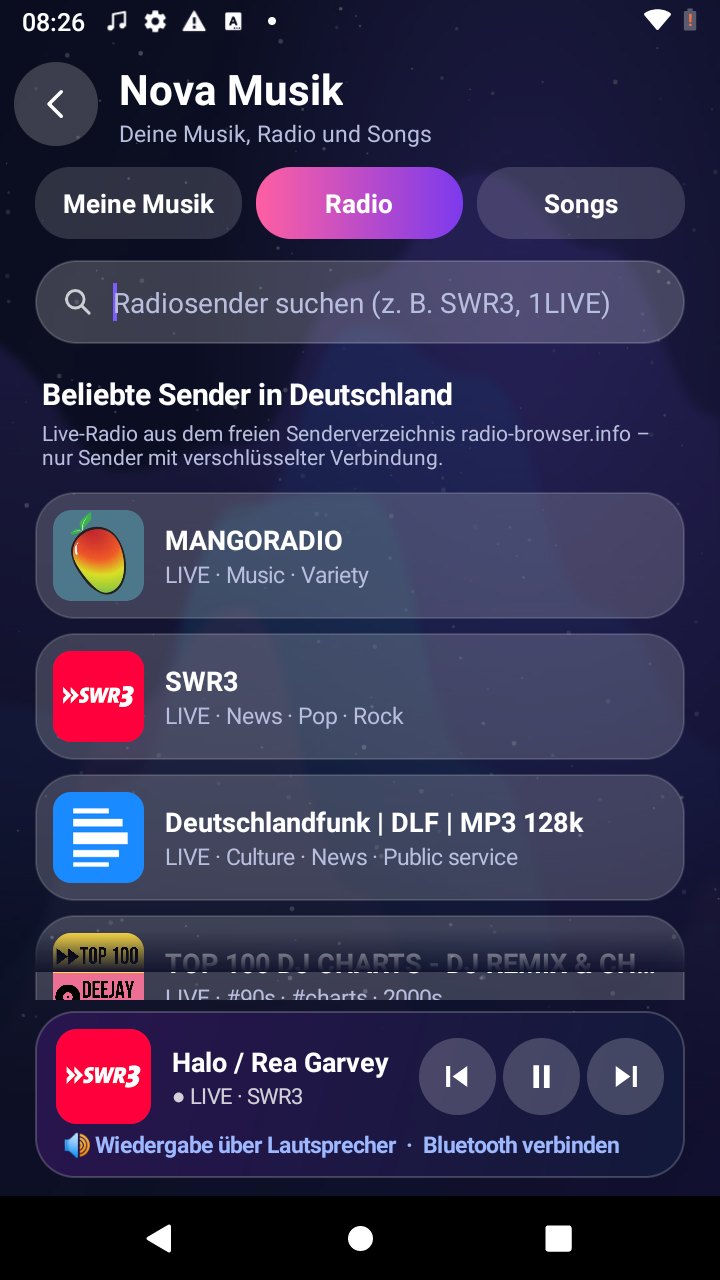 08:26
Nova Musik
Deine Musik, Radio und Songs
Meine Musik
Radio
Songs
Radiosender suchen (z. B. SWR3, 1LIVE)
Beliebte Sender in Deutschland
Live-Radio aus dem freien Senderverzeichnis radio-browser.info –
nur Sender mit verschlüsselter Verbindung.
MANGORADIO
LIVE · Music · Variety
SWR3
SWR3
LIVE · News · Pop · Rock
Deutschlandfunk | DLF | MP3 128k
LIVE · Culture · News · Public service
TOP 100
DEEJAY
TOP 100 DJ CHARTS - DJ REMIX & CH...
LIVE · #90s · #charts · 2000s
SWR3
Halo / Rea Garvey
● LIVE · SWR3
Wiedergabe über Lautsprecher · Bluetooth verbinden